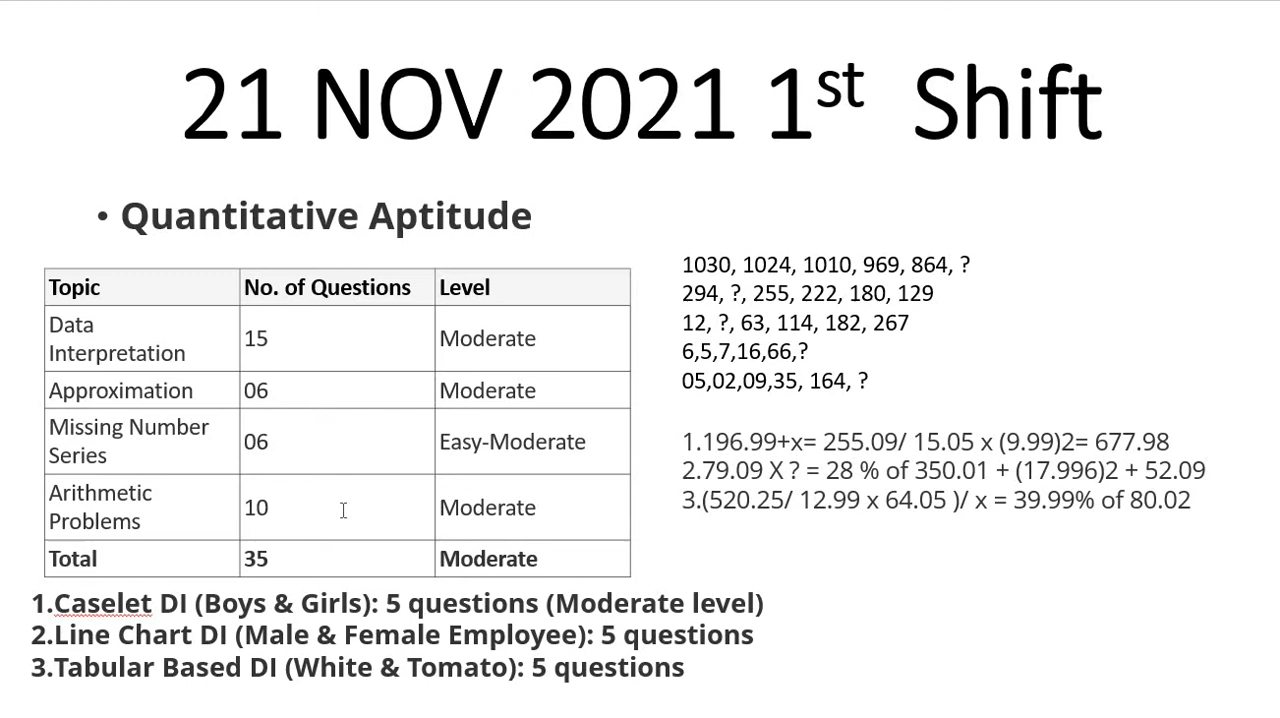 21 NOV 2021 1st Shift
• Quantitative Aptitude
Topic No. of Questions Level
Data Interpretation 15 Moderate
Approximation 06 Moderate
Missing Number Series 06 Easy-Moderate
Arithmetic Problems 10 Moderate
Total 35 Moderate
1030, 1024, 1010, 969, 864, ?
294, ?, 255, 222, 180, 129
12, ?, 63, 114, 182, 267
6,5,7,16,66,?
05,02,09,35, 164, ?
1.196.99+x= 255.09/ 15.05 x (9.99)2= 677.98
2.79.09 X ? = 28 % of 350.01 + (17.996)2 + 52.09
3.(520.25/ 12.99 x 64.05 )/ x = 39.99% of 80.02
1.Caselet DI (Boys & Girls): 5 questions (Moderate level)
2.Line Chart DI (Male & Female Employee): 5 questions
3.Tabular Based DI (White & Tomato): 5 questions